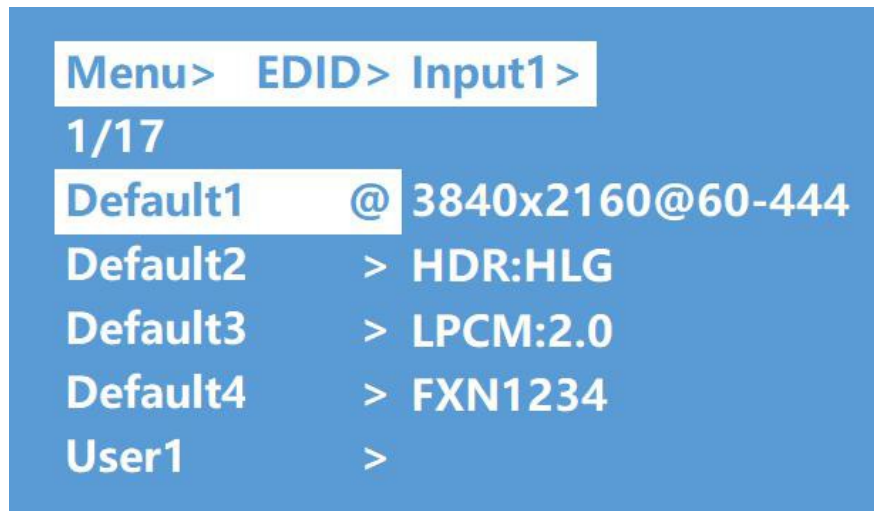 Menu> EDID> Input1>
1/17
Default1 @ 3840x2160@60-444
Default2 > HDR:HLG
Default3 > LPCM:2.0
Default4 > FXN1234
User1 >